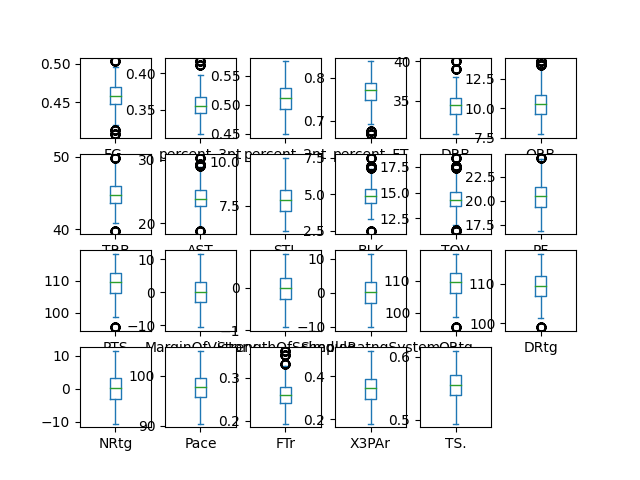 0.50 0.40 0.55 0.8 40 12.5
0.45 0.35 0.50 0.7 35 10.0
0.45 7.5
percent_3pt percent_2pt percent_FT DRB ORB
50 30 10.0 7.5 17.5 22.5
40 20 7.5 5.0 15.0 20.0
2.5 12.5 17.5
TRB AST STL BLK TOV PF
110 10 0 10 110 110
100 0 −1 0 100 100
−10 −10
PTS ORtg DRtg
10 100 0.3 0.4 0.6
0 90 0.2 0.2 0.5
−10
NRtg Pace FTr X3PAr TS.